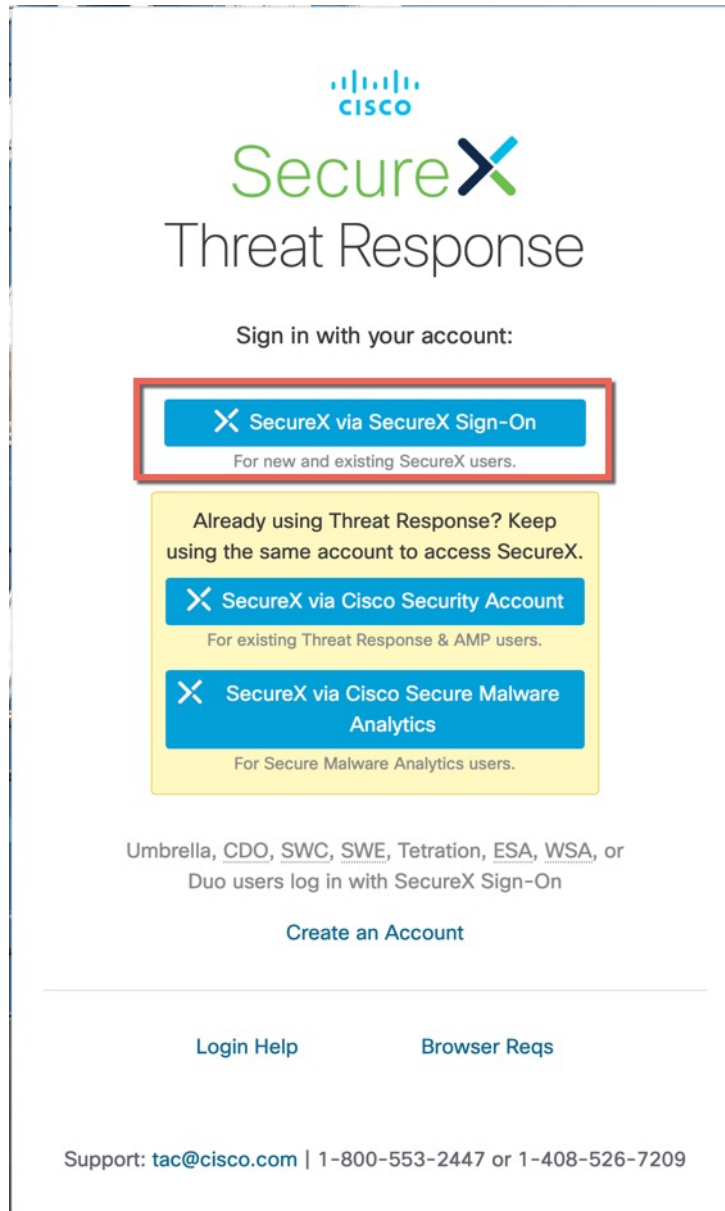 CISCO
SecureX
Threat Response
Sign in with your account:
SecureX via SecureX Sign-On
For new and existing SecureX users.
Already using Threat Response? Keep
using the same account to access SecureX.
SecureX via Cisco Security Account
For existing Threat Response & AMP users.
SecureX via Cisco Secure Malware
Analytics
For Secure Malware Analytics users.
Umbrella, CDO, SWC, SWE, Tetration, ESA, WSA, or
Duo users log in with SecureX Sign-On
Create an Account
Login Help Browser Reqs
Support: tac@cisco.com | 1-800-553-2447 or 1-408-526-7209